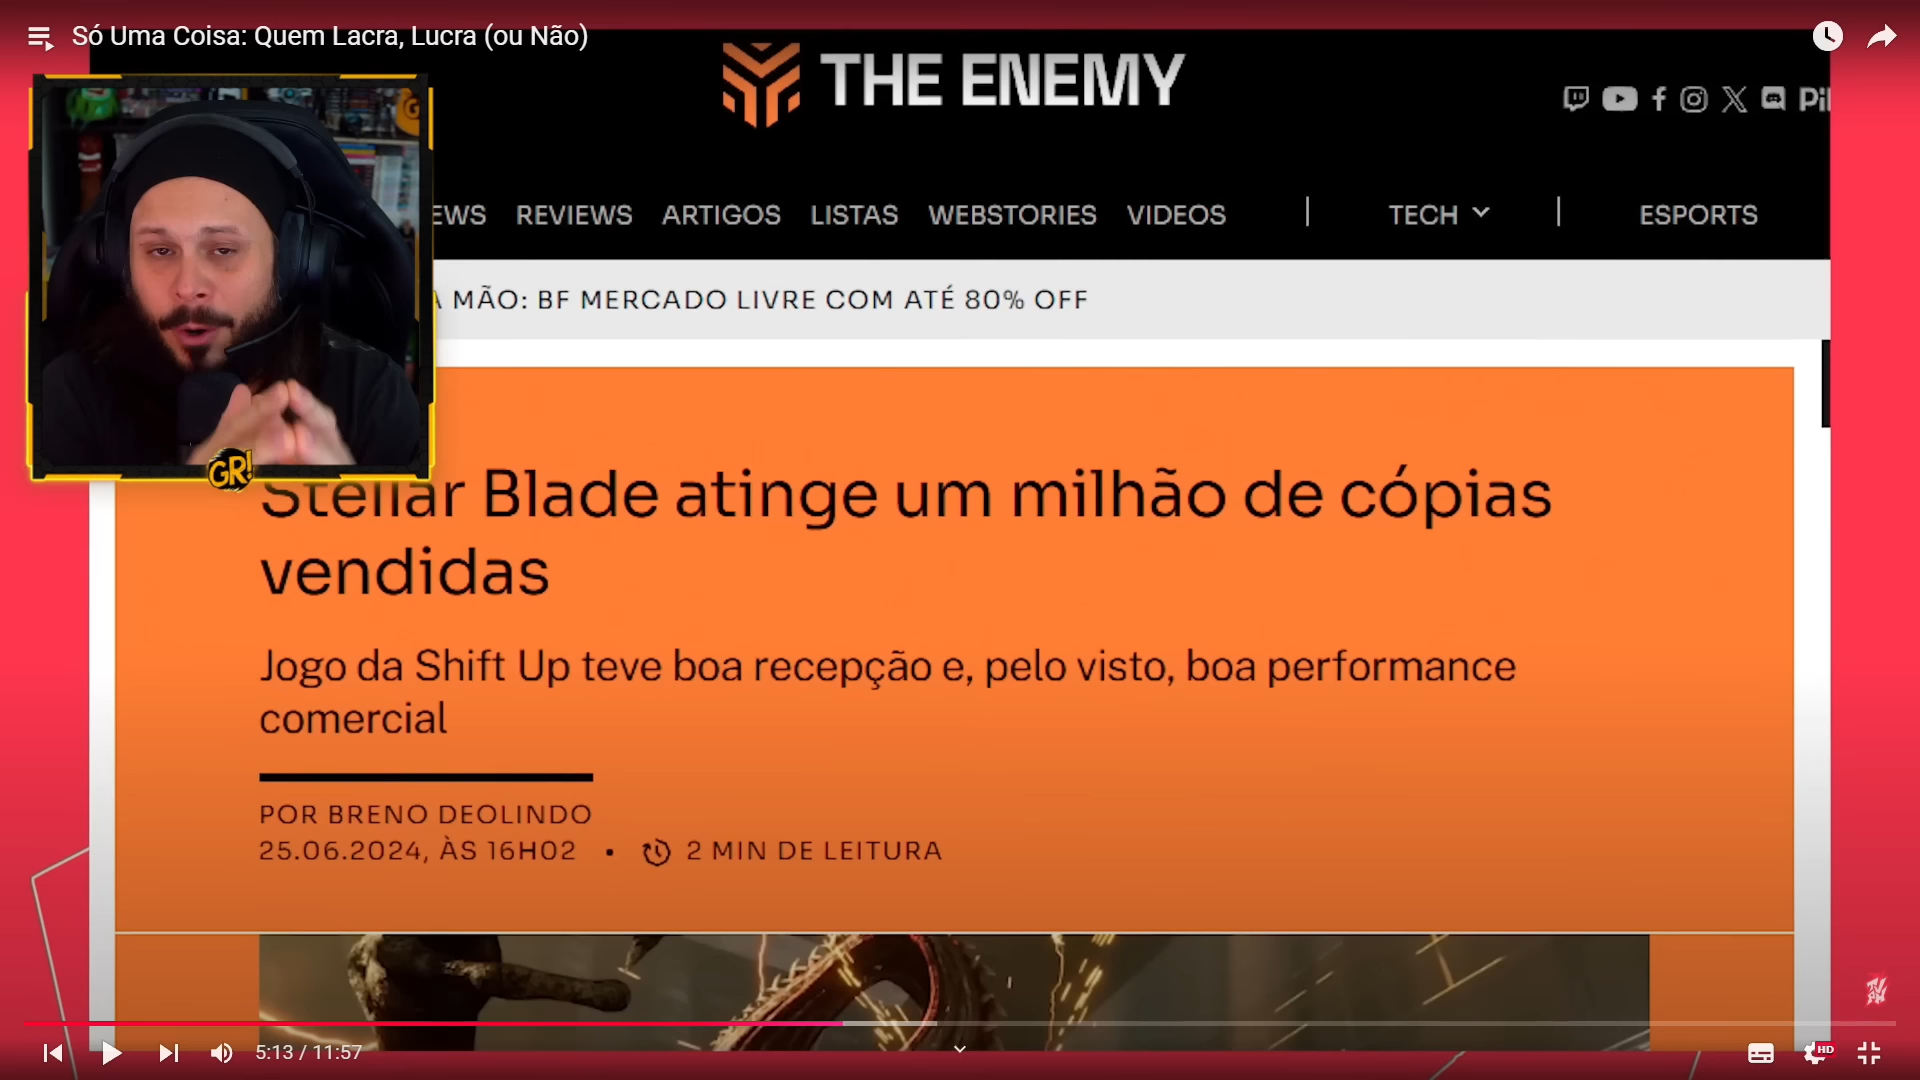 Só Uma Coisa: Quem Lacra, Lucra (ou Não)
THE ENEMY
EWS REVIEWS ARTIGOS LISTAS WEBSTORIES VIDEOS | TECH | ESPORTS
MÃO: BF MERCADO LIVRE COM ATÉ 80% OFF
GR!
Stellar Blade atinge um milhão de cópias
vendidas
Jogo da Shift Up teve boa recepção e, pelo visto, boa performance
comercial
POR BRENO DEOLINDO
25.06.2024, ÀS 16H02 • 2 MIN DE LEITURA
5:13 / 11:57
HD